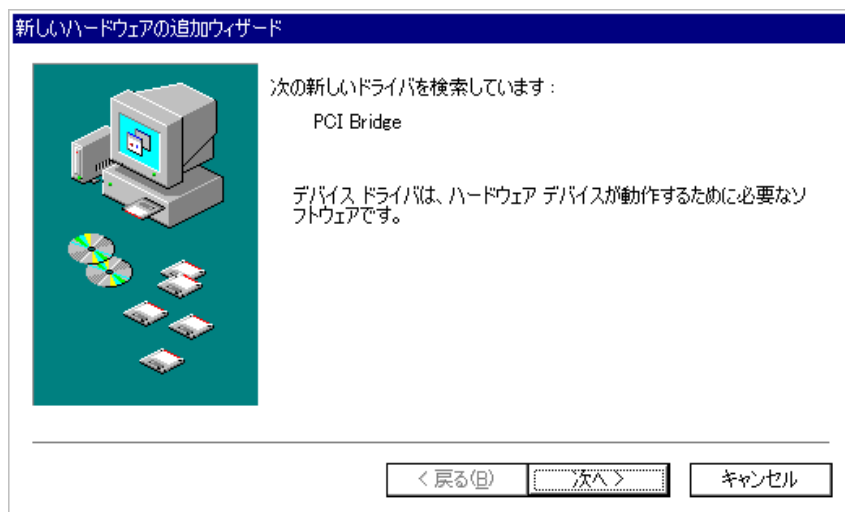 新しいハードウェアの追加ウィザード
次の新しいドライバを検索しています：
PCI Bridge
デバイス ドライバは、ハードウェア デバイスが動作するために必要なソ
フトウェアです。
< 戻る(B)
次へ >
キャンセル